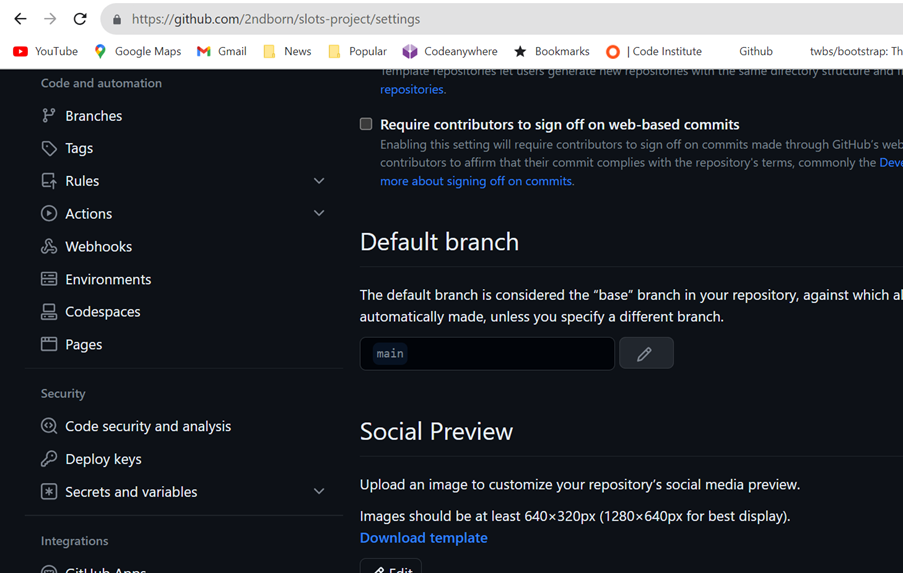 https://github.com/2ndborn/slots-project/settings
YouTube Google Maps Gmail News Popular Codeanywhere Bookmarks | Code Institute Github twbs/bootstrap: Th
Code and automation
Branches
Tags
Rules
Actions
Webhooks
Environments
Codespaces
Pages
Security
Code security and analysis
Deploy keys
Secrets and variables
Integrations
GitHub Apps
Template repositories let users generate new repositories with the same directory structure and
repositories.
Require contributors to sign off on web-based commits
Enabling this setting will require contributors to sign off on commits made through GitHub's web
contributors to affirm that their commit complies with the repository's terms, commonly the Deve
more about signing off on commits.
Default branch
The default branch is considered the “base” branch in your repository, against which al
automatically made, unless you specify a different branch.
main
Social Preview
Upload an image to customize your repository's social media preview.
Images should be at least 640×320px (1280×640px for best display).
Download template
Edit